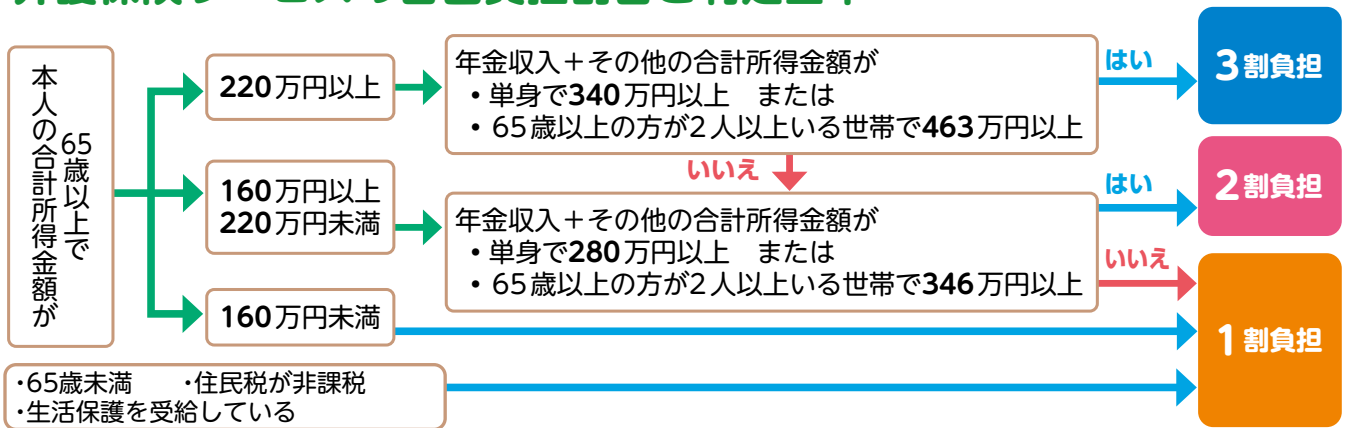 65歳以上で
本人の合計所得金額が
220万円以上
年金収入＋その他の合計所得金額が
・単身で340万円以上　または
・65歳以上の方が2人以上いる世帯で463万円以上
はい
3割負担
いいえ
160万円以上
220万円未満
年金収入＋その他の合計所得金額が
・単身で280万円以上　または
・65歳以上の方が2人以上いる世帯で346万円以上
はい
2割負担
いいえ
160万円未満
1割負担
・65歳未満　　・住民税が非課税
・生活保護を受給している